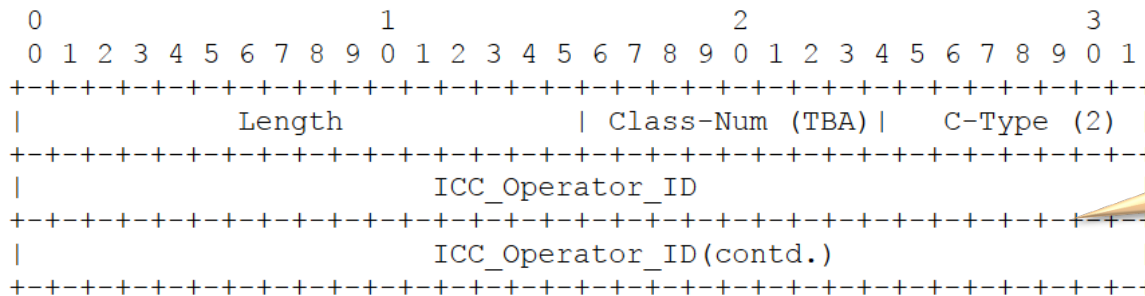 0                   1                   2                   3
0 1 2 3 4 5 6 7 8 9 0 1 2 3 4 5 6 7 8 9 0 1 2 3 4 5 6 7 8 9 0 1
+-+-+-+-+-+-+-+-+-+-+-+-+-+-+-+-+-+-+-+-+-+-+-+-+-+-+-+-+-+-+-+-
| Length | Class-Num (TBA)| C-Type (2)
+-+-+-+-+-+-+-+-+-+-+-+-+-+-+-+-+-+-+-+-+-+-+-+-+-+-+-+-+-+-+-+-
| ICC_Operator_ID
+-+-+-+-+-+-+-+-+-+-+-+-+-+-+-+-+-+-+-+-+-+-+-+-+-+-+-+-+-+-+-+-
| ICC_Operator_ID(contd.)
+-+-+-+-+-+-+-+-+-+-+-+-+-+-+-+-+-+-+-+-+-+-+-+-+-+-+-+-+-+-+-+-